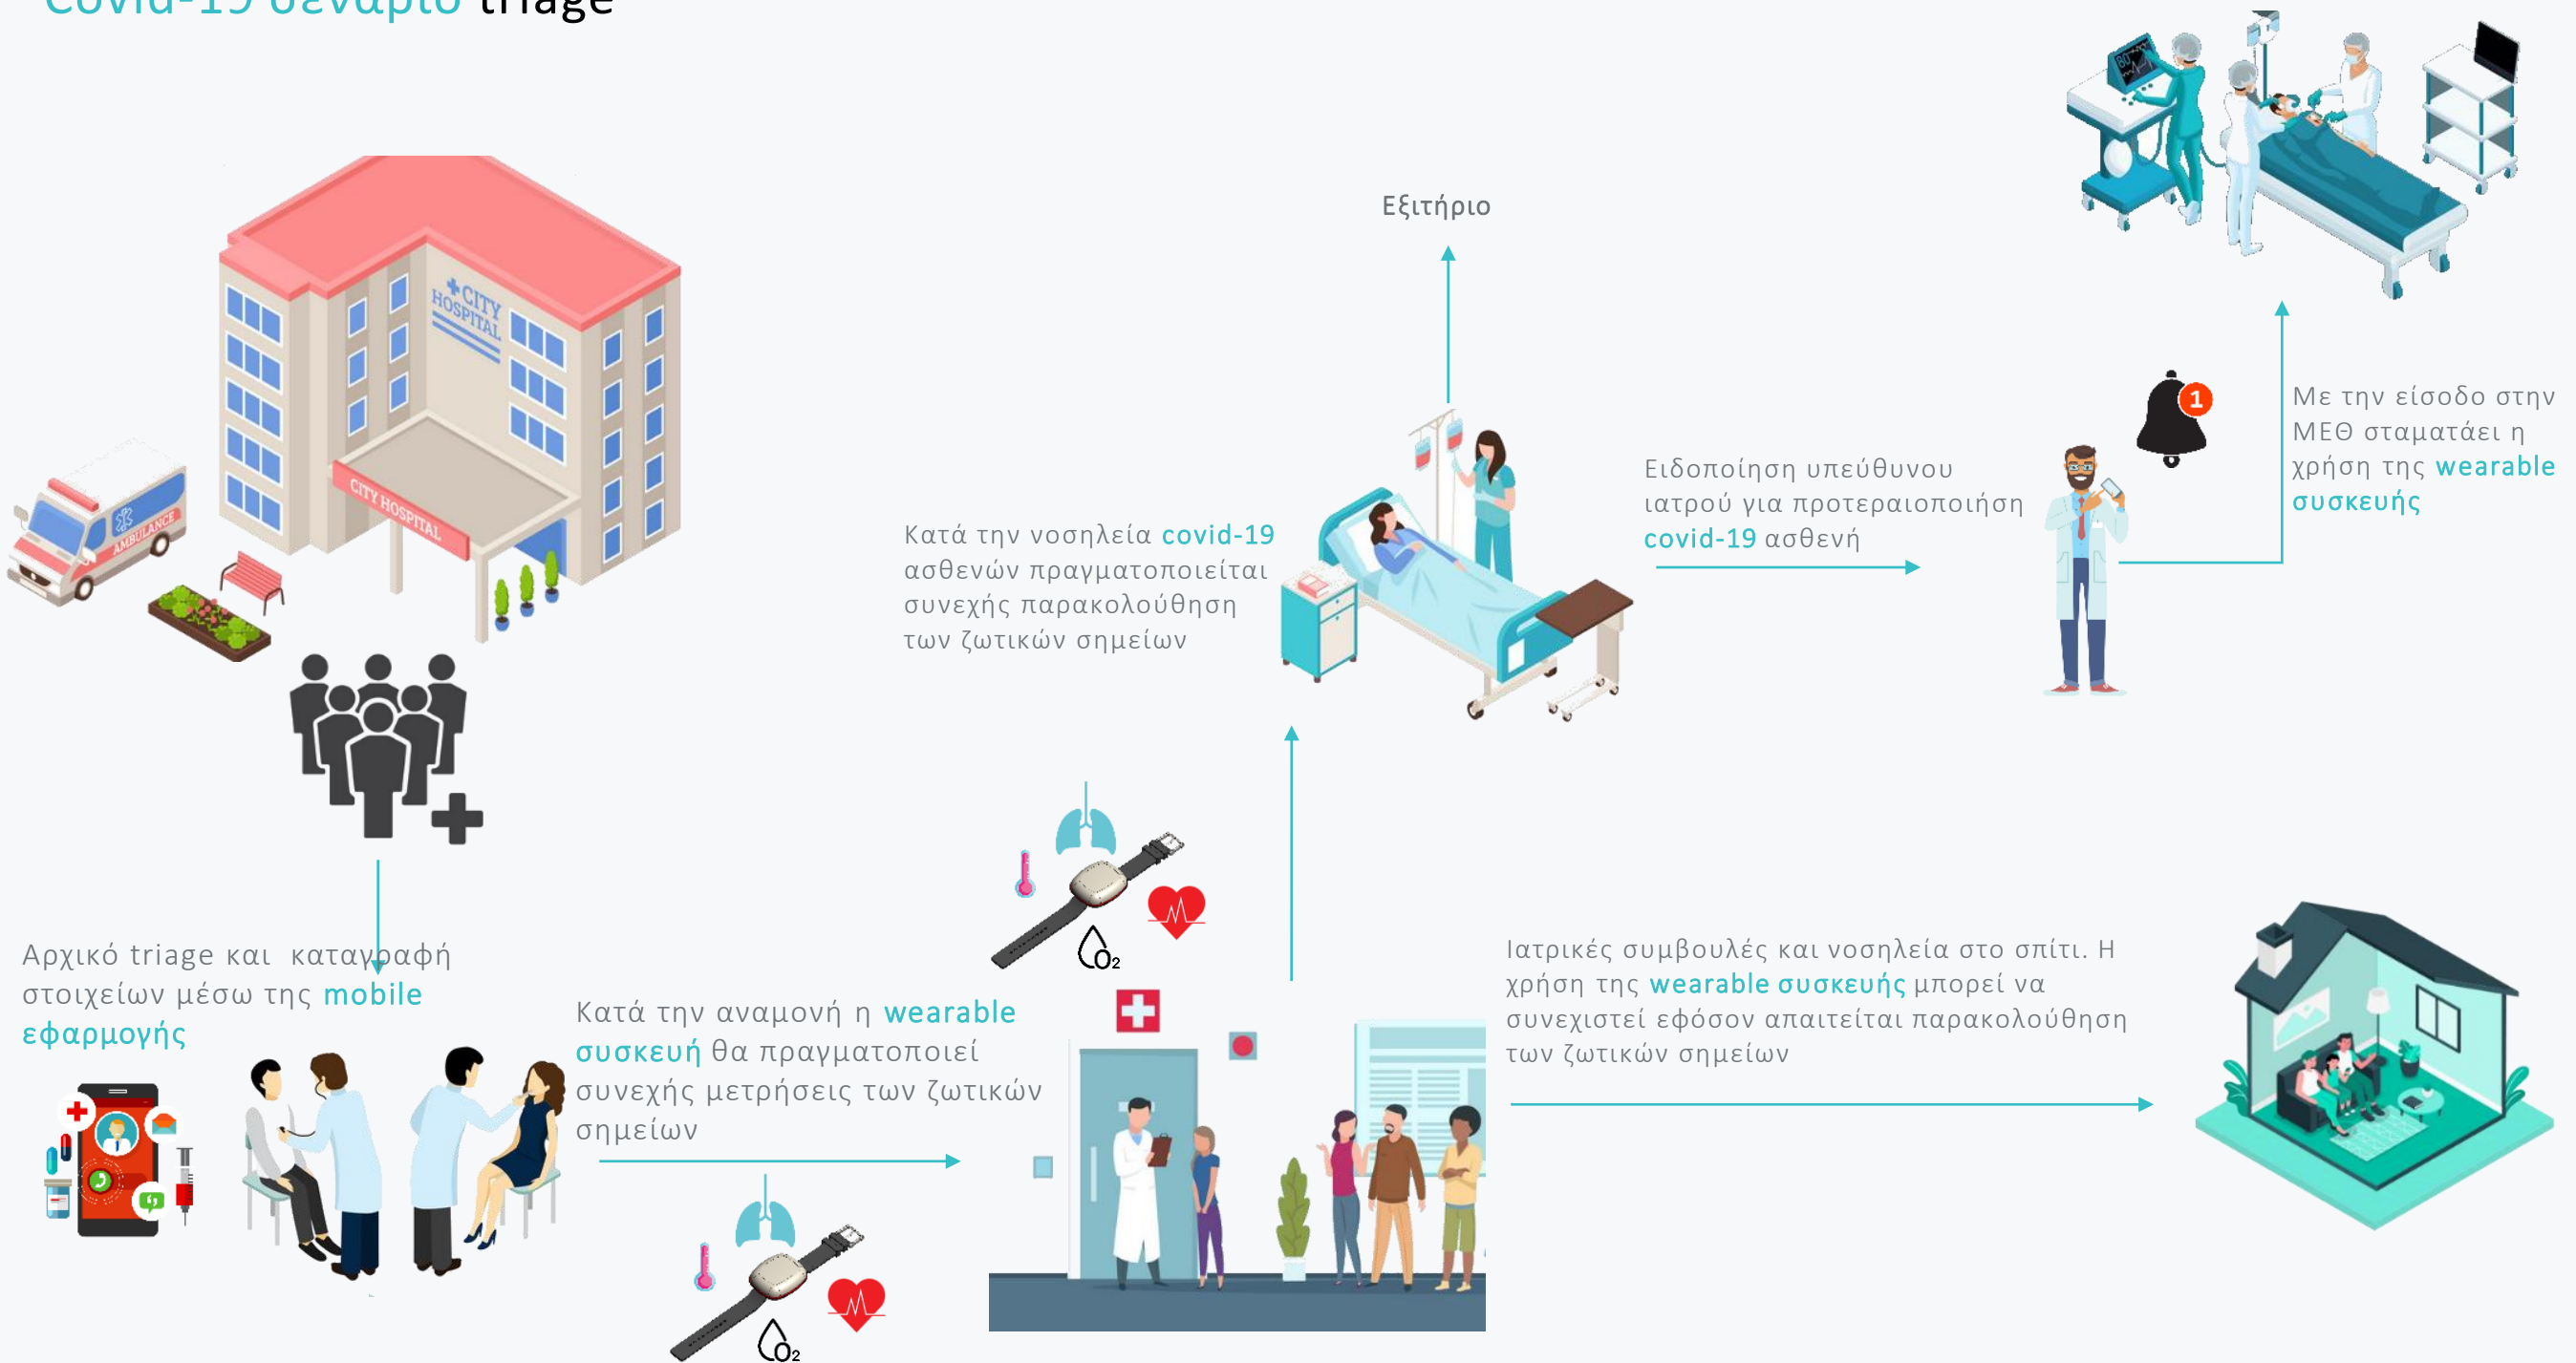 Covid-19 σενάριο triage
CITY
HOSPITAL
CITY HOSPITAL
AMBULANCE
Εξιτήριο
80
1
Με την είσοδο στην
ΜΕΘ σταματάει η
χρήση της wearable
συσκευής
Ειδοποίηση υπεύθυνου
ιατρού για προτεραιοποιήση
covid-19 ασθενή
Κατά την νοσηλεία covid-19
ασθενών πραγματοποιείται
συνεχής παρακολούθηση
των ζωτικών σημείων
O₂
Αρχικό triage και καταγραφή
στοιχείων μέσω της mobile
εφαρμογής
Κατά την αναμονή η wearable
συσκευή θα πραγματοποιεί
συνεχής μετρήσεις των ζωτικών
σημείων
O₂
Ιατρικές συμβουλές και νοσηλεία στο σπίτι. Η
χρήση της wearable συσκευής μπορεί να
συνεχιστεί εφόσον απαιτείται παρακολούθηση
των ζωτικών σημείων